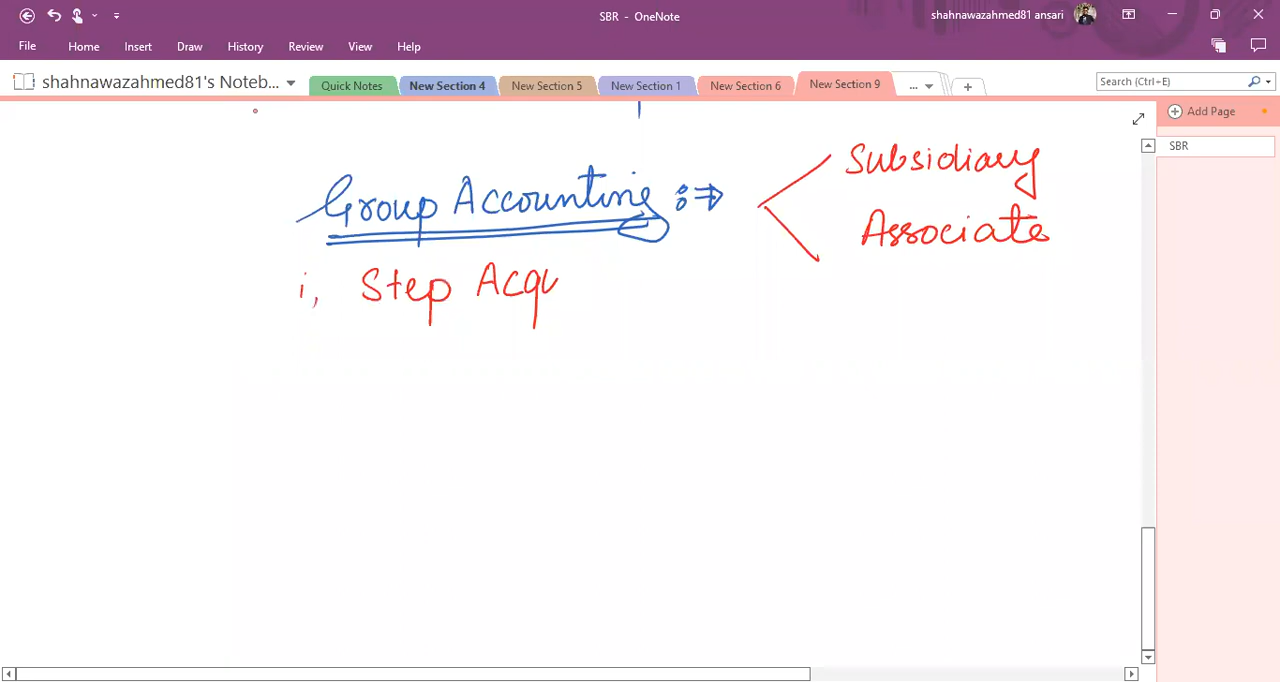 SBR - OneNote
shahnawazahmed81 ansari
File Home Insert Draw History Review View Help
shahnawazahmed81's Noteb...
Quick Notes New Section 4 New Section 5 New Section 1 New Section 6 New Section 9 ...
Search (Ctrl+E)
Add Page
SBR
Group Accounting :⇒
Subsidiary
Associate
i, Step Acqu